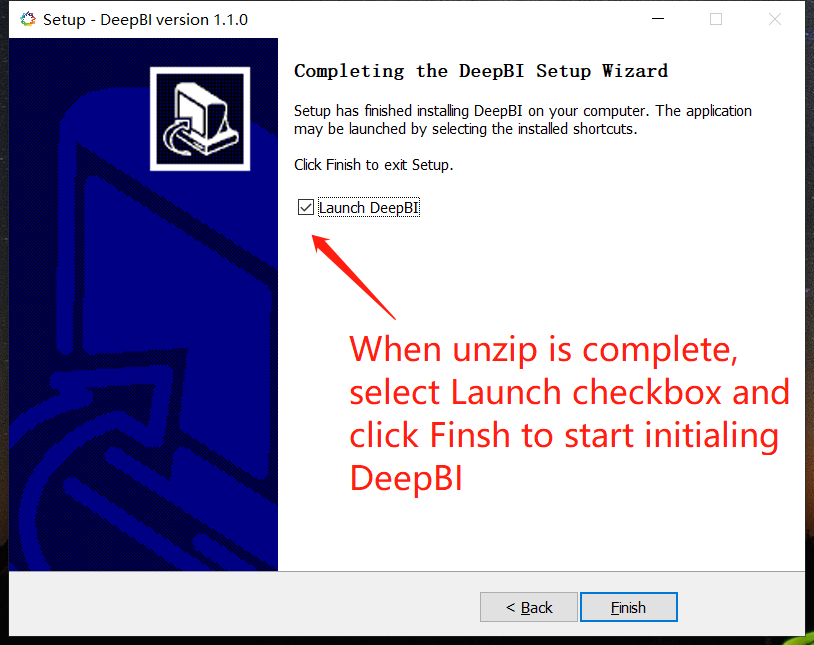 Setup - DeepBI version 1.1.0
Completing the DeepBI Setup Wizard
Setup has finished installing DeepBI on your computer. The application
may be launched by selecting the installed shortcuts.
Click Finish to exit Setup.
Launch DeepBI
When unzip is complete,
select Launch checkbox and
click Finsh to start initialing
DeepBI
< Back
Finish